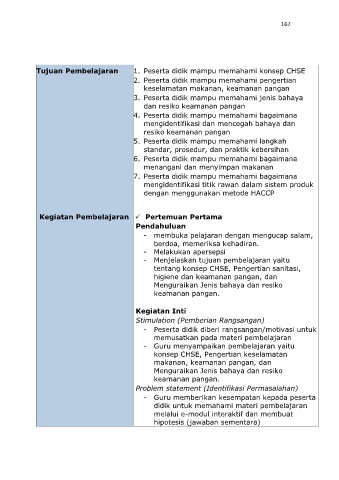 167
Tujuan Pembelajaran
1. Peserta didik mampu memahami konsep CHSE
2. Peserta didik mampu memahami pengertian
keselamatan makanan, keamanan pangan
3. Peserta didik mampu memahami jenis bahaya
dan resiko keamanan pangan
4. Peserta didik mampu memahami bagaimana
mengidentifikasi dan mencegah bahaya dan
resiko keamanan pangan
5. Peserta didik mampu memahami langkah
standar, prosedur, dan praktik kebersihan
6. Peserta didik mampu memahami bagaimana
menangani dan menyimpan makanan
7. Peserta didik mampu memahami bagaimana
mengidentifikasi titik rawan dalam sistem produk
dengan menggunakan metode HACCP
Kegiatan Pembelajaran
✓ Pertemuan Pertama
Pendahuluan
- membuka pelajaran dengan mengucap salam,
berdoa, memeriksa kehadiran.
- Melakukan apersepsi
- Menjelaskan tujuan pembelajaran yaitu
tentang konsep CHSE, Pengertian sanitasi,
higiene dan keamanan pangan, dan
Menguraikan Jenis bahaya dan resiko
keamanan pangan.
Kegiatan Inti
Stimulation (Pemberian Rangsangan)
- Peserta didik diberi rangsangan/motivasi untuk
memusatkan pada materi pembelajaran
- Guru menyampaikan pembelajaran yaitu
konsep CHSE, Pengertian keselamatan
makanan, keamanan pangan, dan
Menguraikan Jenis bahaya dan resiko
keamanan pangan.
Problem statement (Identifikasi Permasalahan)
- Guru memberikan kesempatan kepada peserta
didik untuk memahami materi pembelajaran
melalui e-modul interaktif dan membuat
hipotesis (jawaban sementara)